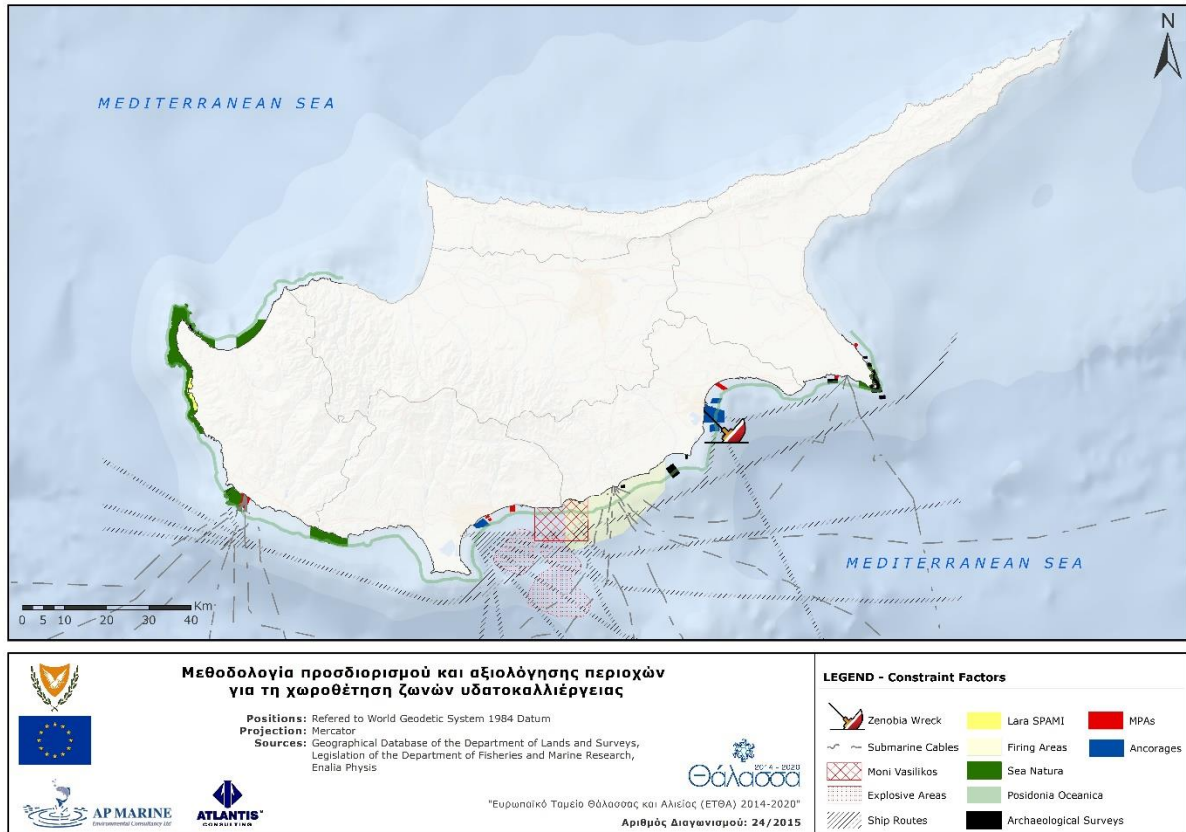 N
MEDITERRANEAN SEA
MEDITERRANEAN SEA
Km
0 5 10 20 30 40
Μεθοδολογία προσδιορισμού και αξιολόγησης περιοχών
για τη χωροθέτηση ζωνών υδατοκαλλιέργειας
Positions: Refered to World Geodetic System 1984 Datum
Projection: Mercator
Sources: Geographical Database of the Department of Lands and Surveys,
Legislation of the Department of Fisheries and Marine Research,
Enalia Physis
AP MARINE
Environmental Consultancy Ltd
ATLANTIS
CONSULTING
2014 - 2020
Θάλασσα
"Ευρωπαϊκό Ταμείο Θάλασσας και Αλιείας (ΕΤΘΑ) 2014-2020"
Αριθμός Διαγωνισμού: 24/2015
LEGEND - Constraint Factors
Zenobia Wreck
Submarine Cables
Moni Vasilikos
Explosive Areas
Ship Routes
Lara SPAMI
Firing Areas
Sea Natura
Posidonia Oceanica
Archaeological Surveys
MPAs
Ancorages